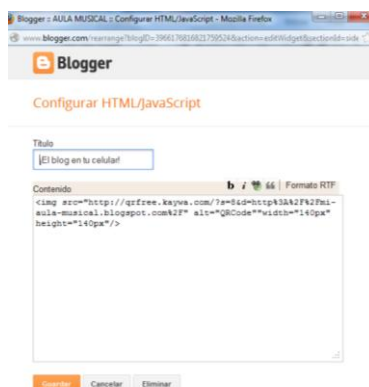 Blogger :: AULA MUSICAL :: Configurar HTML/JavaScript - Mozilla Firefox
www.blogger.com/rearrange?blogID=3966176816821759524&action=editWidget&sectionId=side
Blogger
Configurar HTML/JavaScript
Título
¡El blog en tu celular!
Contenido
b i Formato RTF
<img src="http://qrfree.kaywa.com/?s=8&d=http%3A%2F%2Fmi-
aula-musical.blogspot.com%2F" alt="QRCode"width="140px"
height="140px"/>
Guardar Cancelar Eliminar